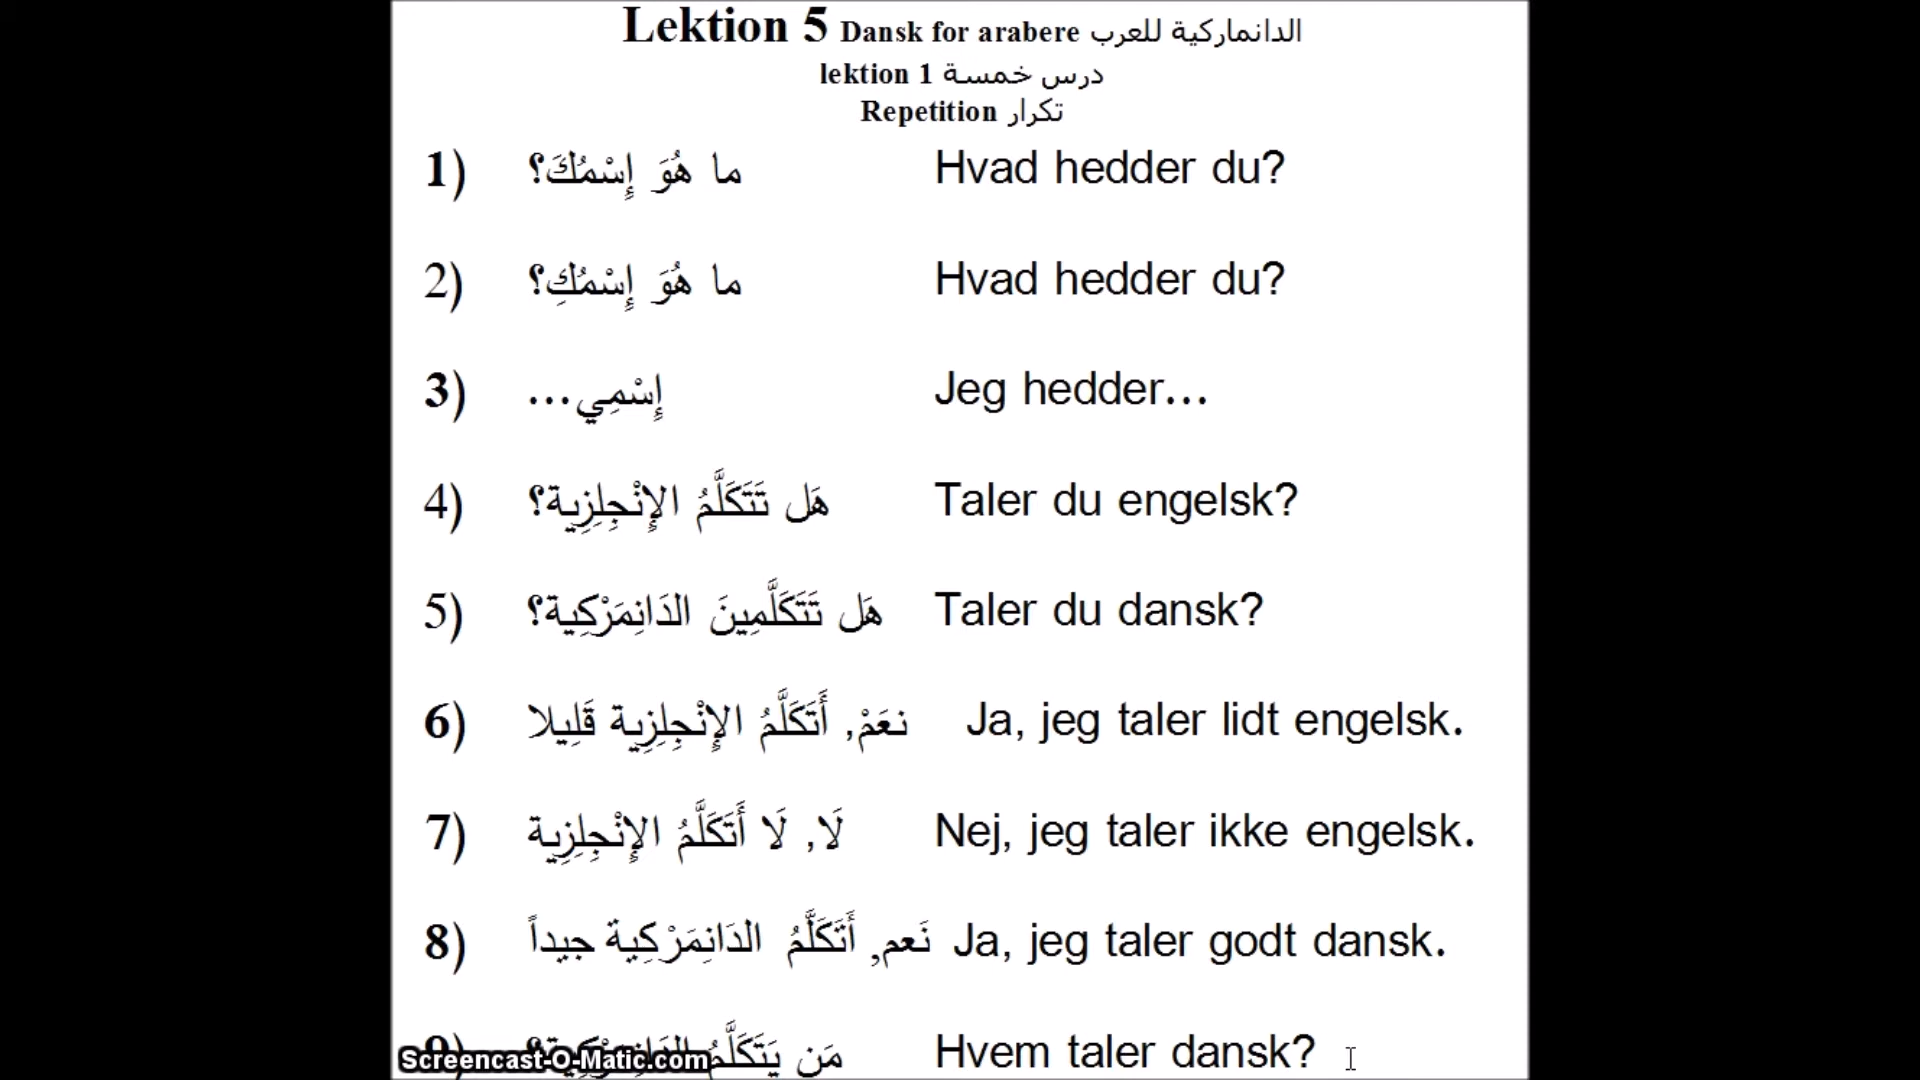 Lektion 5 Dansk for arabere الدانماركية للعرب
lektion 1 درس خمسة
Repetition تكرار
1) ما هُوَ إِسْمُكَ؟ Hvad hedder du?
2) ما هُوَ إِسْمُكِ؟ Hvad hedder du?
3) إِسْمِي... Jeg hedder...
4) هَل تَتَكَلَّمُ الإِنْجِلِزِية؟ Taler du engelsk?
5) هَل تَتَكَلَّمِينَ الدَانِمَرْكِية؟ Taler du dansk?
6) نعَمْ, أَتَكَلَّمُ الإِنْجِلِزِية قَلِيلا Ja, jeg taler lidt engelsk.
7) لَا, لَا أَتَكَلَّمُ الإِنْجِلِزِية Nej, jeg taler ikke engelsk.
8) نَعم, أَتَكَلَّمُ الدَانِمَرْكِية جيداً Ja, jeg taler godt dansk.
مَن يَتَكَلَّمُ Hvem taler dansk?
Screencast-O-Matic.com